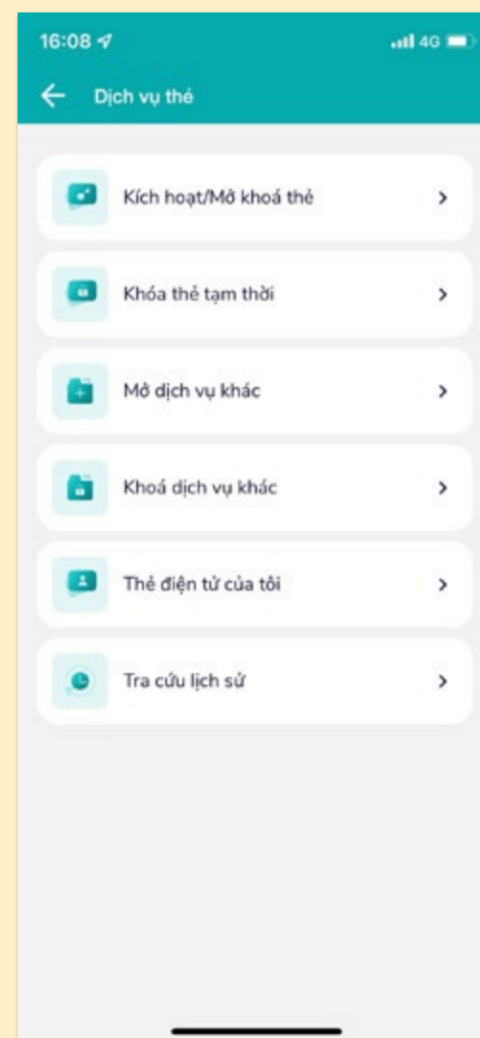 16:08
4G
Dịch vụ thẻ
Kích hoạt/Mở khoá thẻ
Khóa thẻ tạm thời
Mở dịch vụ khác
Khoá dịch vụ khác
Thẻ điện tử của tôi
Tra cứu lịch sử